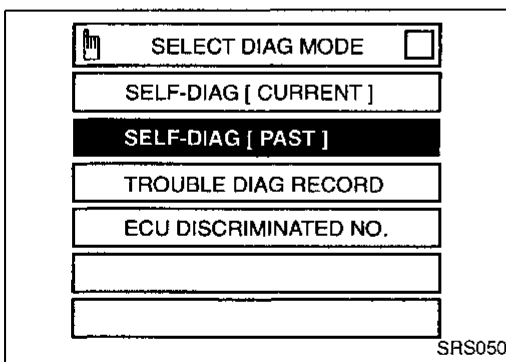 SELECT DIAG MODE
SELF-DIAG [ CURRENT ]
SELF-DIAG [ PAST ]
TROUBLE DIAG RECORD
ECU DISCRIMINATED NO.
SRS050